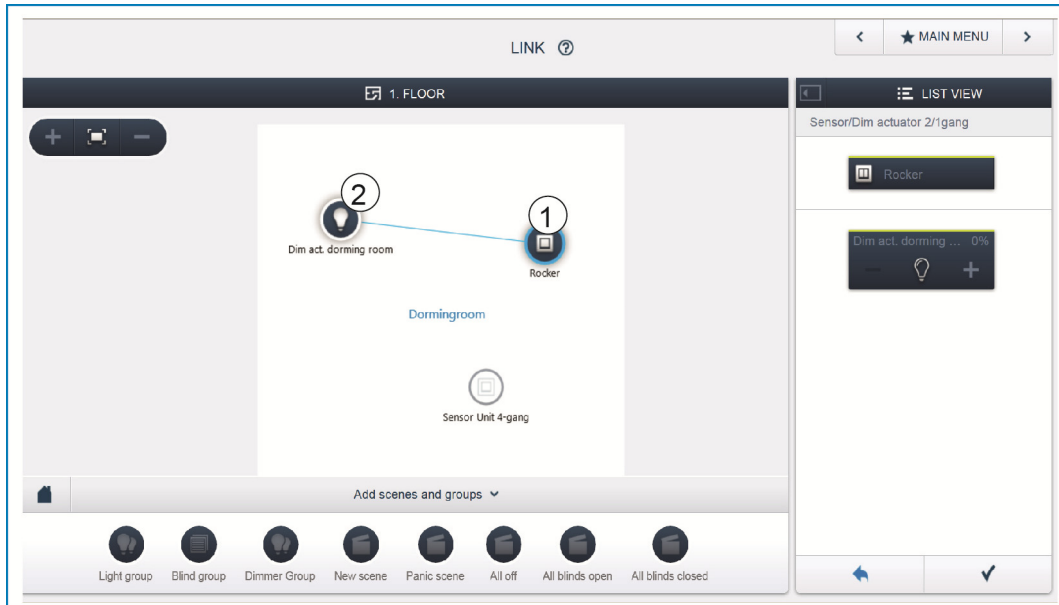 LINK ?
< ★ MAIN MENU >
1. FLOOR
LIST VIEW
Sensor/Dim actuator 2/1gang
+ −
Rocker
2
1
Dim act. dorming room
Rocker
Dim act. dorming ... 0%
− +
Dormingroom
Sensor Unit 4-gang
Add scenes and groups
Light group Blind group Dimmer Group New scene Panic scene All off All blinds open All blinds closed